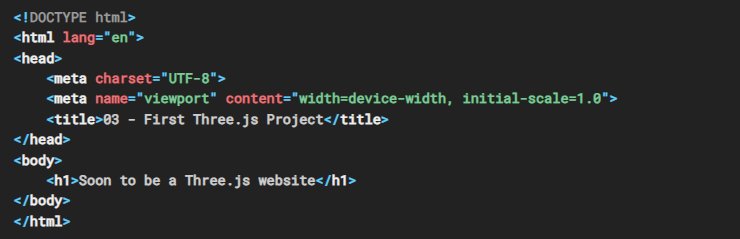 <!DOCTYPE html>
<html lang="en">
<head>
    <meta charset="UTF-8">
    <meta name="viewport" content="width=device-width, initial-scale=1.0">
    <title>03 - First Three.js Project</title>
</head>
<body>
    <h1>Soon to be a Three.js website</h1>
</body>
</html>